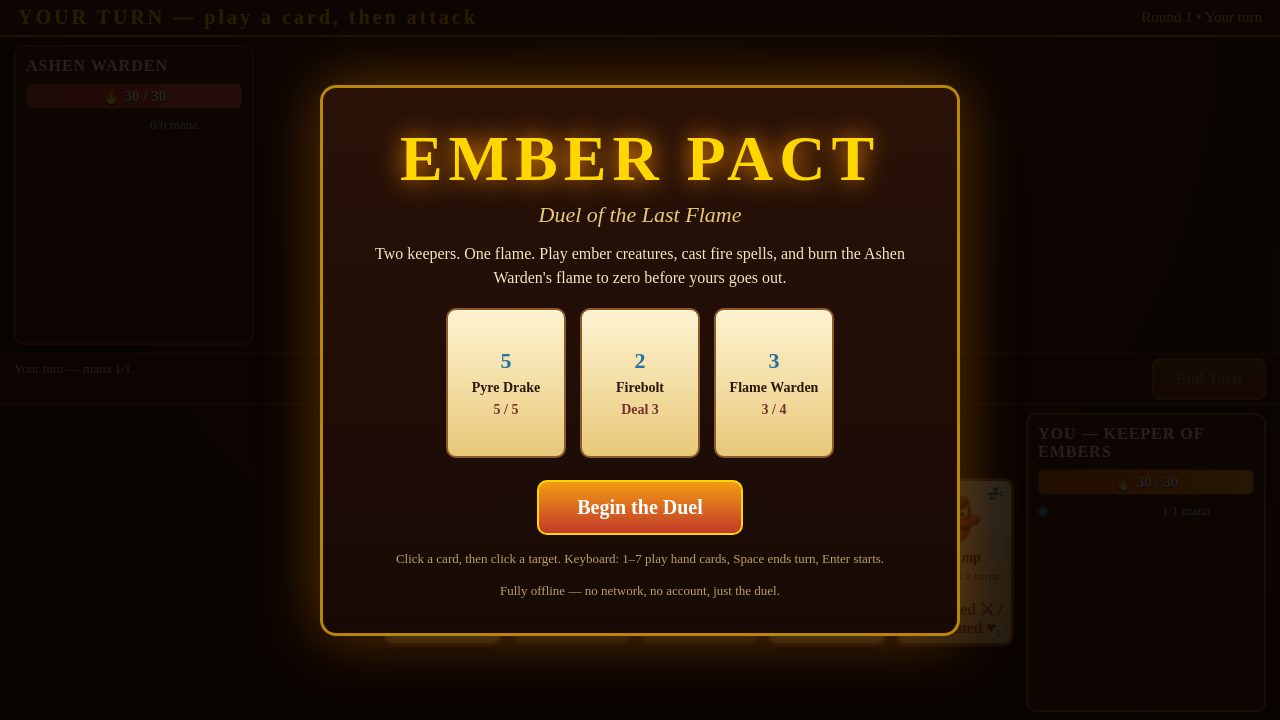 YOUR TURN — play a card, then attack
Round 1 • Your turn
ASHEN WARDEN
30 / 30
0/0 mana
EMBER PACT
Duel of the Last Flame
Two keepers. One flame. Play ember creatures, cast fire spells, and burn the Ashen
Warden's flame to zero before yours goes out.
5
Pyre Drake
5 / 5
2
Firebolt
Deal 3
3
Flame Warden
3 / 4
Begin the Duel
Click a card, then click a target. Keyboard: 1–7 play hand cards, Space ends turn, Enter starts.
Fully offline — no network, no account, just the duel.
Your turn — mana 1/1.
End Turn
YOU — KEEPER OF
EMBERS
30 / 30
1/1 mana
burns.
5